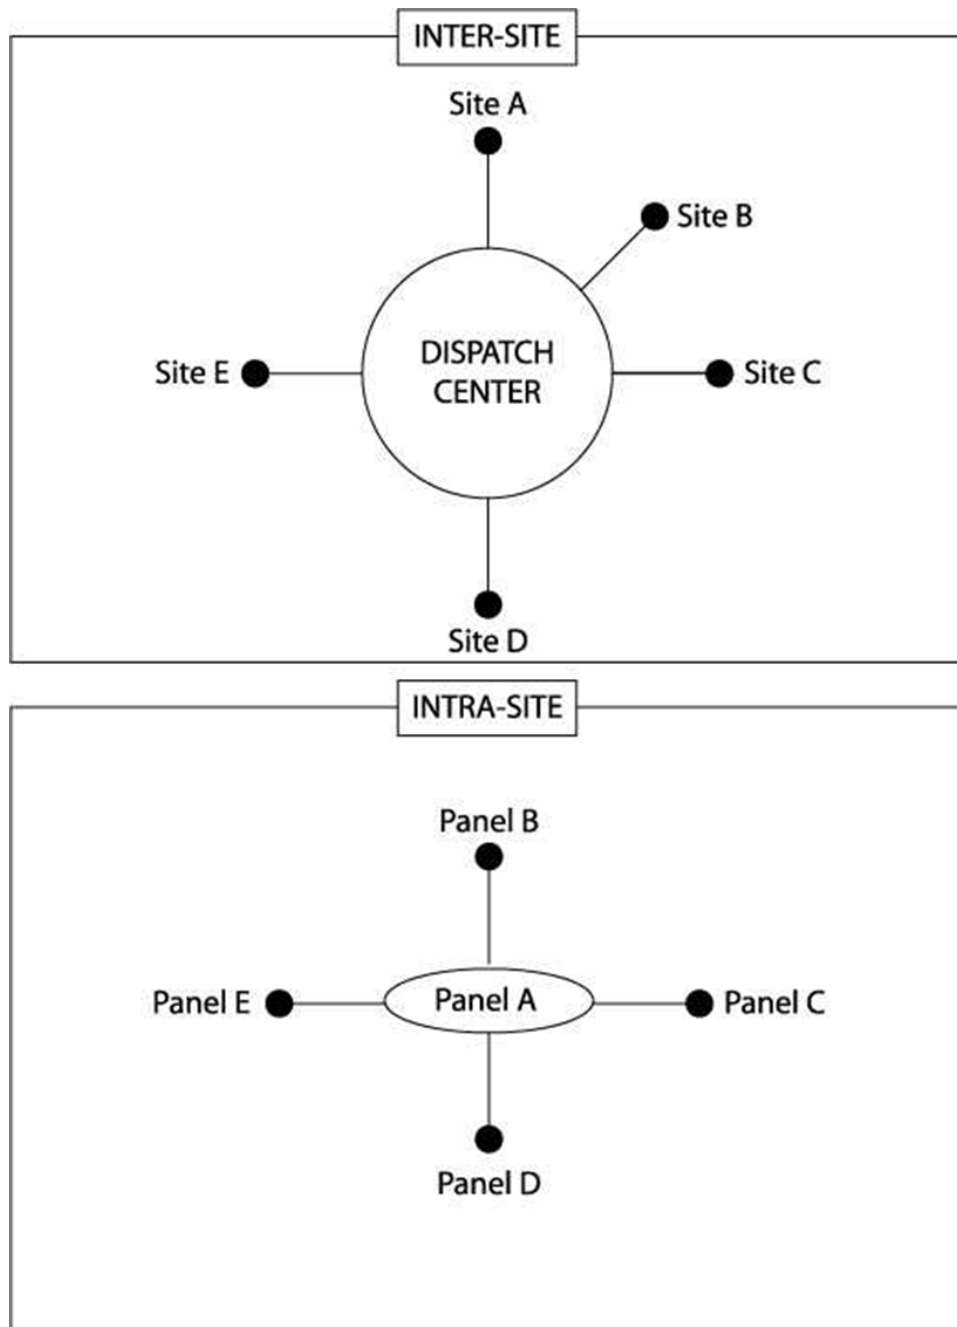 INTER-SITE
Site A
Site B
DISPATCH
CENTER
Site E
Site C
Site D
INTRA-SITE
Panel B
Panel E
Panel A
Panel C
Panel D